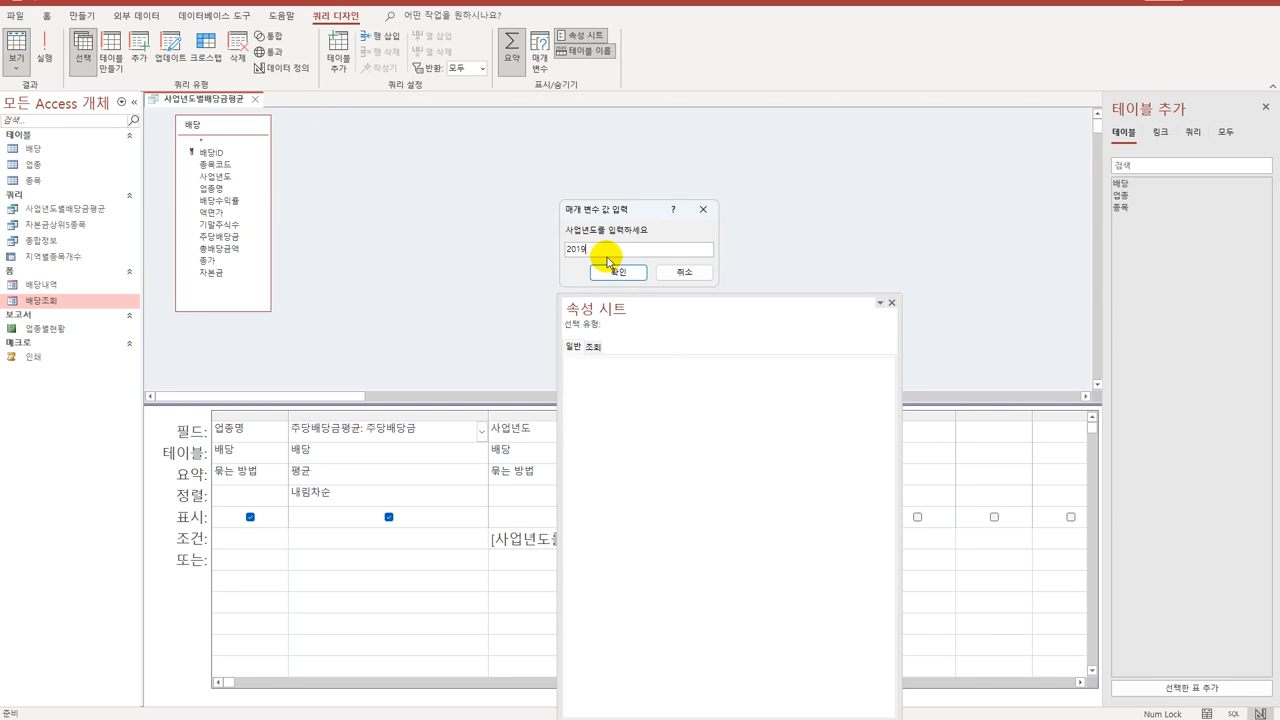 파일 홈 만들기 외부 데이터 데이터베이스 도구 도움말 쿼리 디자인 어떤 작업을 원하시나요?
보기 실행 선택 테이블 만들기 추가 업데이트 크로스탭 삭제
통합
통과
데이터 정의
테이블 추가
행 삽입
행 삭제
작성기
열 삽입
열 삭제
반환: 모두
요약 매개 변수
속성 시트
테이블 이름
결과 쿼리 유형 쿼리 설정 표시/숨기기
모든 Access 개체
검색...
테이블
배당
업종
종목
쿼리
사업년도별배당금평균
자본금상위5종목
종합정보
지역별종목개수
폼
배당내역
배당조회
보고서
업종별현황
매크로
인쇄
사업년도별배당금평균
배당
*
배당ID
종목코드
사업년도
업종명
배당수익률
액면가
기말주식수
주당배당금
총배당금액
종가
자본금
매개 변수 값 입력 ?
사업년도를 입력하세요
2019
확인 취소
속성 시트
선택 유형:
일반 조회
필드: 업종명 주당배당금평균: 주당배당금 사업년도
테이블: 배당 배당 배당
요약: 묶는 방법 평균 묶는 방법
정렬: 내림차순
표시:
조건: [사업년도를
또는:
테이블 추가
테이블 링크 쿼리 모두
검색
배당
업종
종목
선택한 표 추가
준비 Num Lock SQL